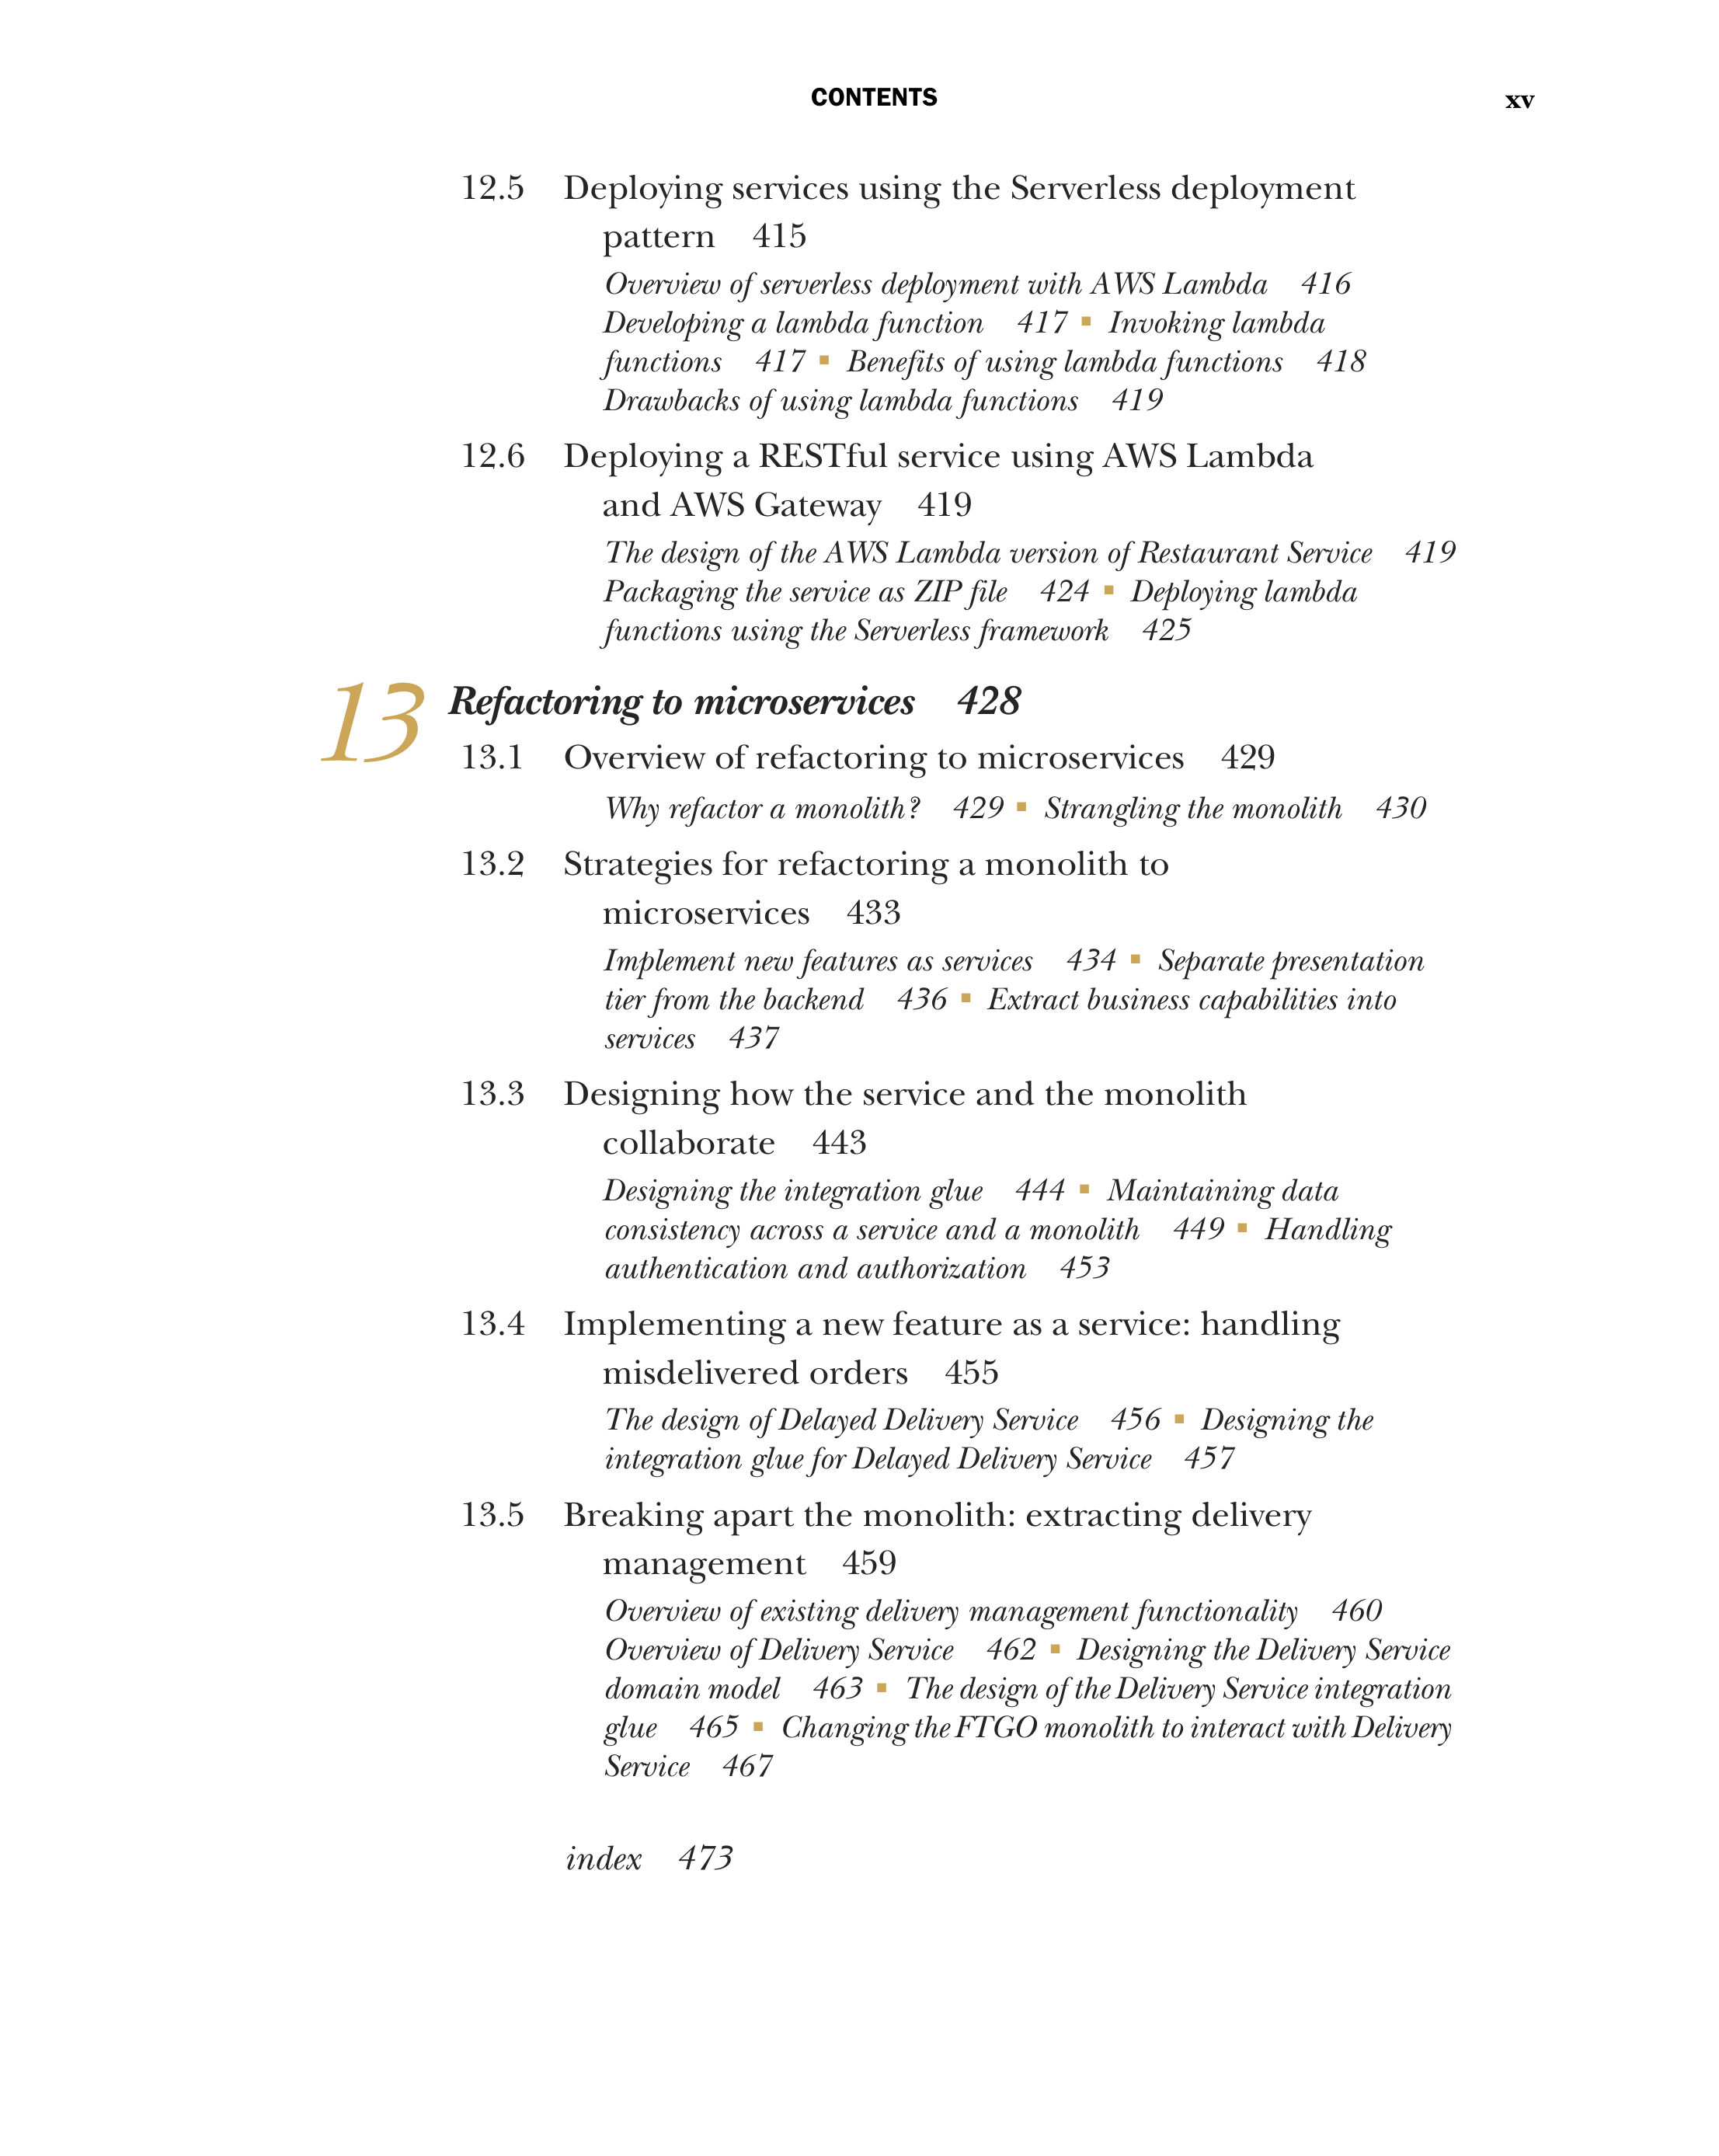 CONTENTS xv
12.5 Deploying services using the Serverless deployment
pattern 415
Overview of serverless deployment with AWS Lambda 416
Developing a lambda function 417 ■ Invoking lambda
functions 417 ■ Benefits of using lambda functions 418
Drawbacks of using lambda functions 419
12.6 Deploying a RESTful service using AWS Lambda
and AWS Gateway 419
The design of the AWS Lambda version of Restaurant Service 419
Packaging the service as ZIP file 424 ■ Deploying lambda
functions using the Serverless framework 425
13 Refactoring to microservices 428
13.1 Overview of refactoring to microservices 429
Why refactor a monolith? 429 ■ Strangling the monolith 430
13.2 Strategies for refactoring a monolith to
microservices 433
Implement new features as services 434 ■ Separate presentation
tier from the backend 436 ■ Extract business capabilities into
services 437
13.3 Designing how the service and the monolith
collaborate 443
Designing the integration glue 444 ■ Maintaining data
consistency across a service and a monolith 449 ■ Handling
authentication and authorization 453
13.4 Implementing a new feature as a service: handling
misdelivered orders 455
The design of Delayed Delivery Service 456 ■ Designing the
integration glue for Delayed Delivery Service 457
13.5 Breaking apart the monolith: extracting delivery
management 459
Overview of existing delivery management functionality 460
Overview of Delivery Service 462 ■ Designing the Delivery Service
domain model 463 ■ The design of the Delivery Service integration
glue 465 ■ Changing the FTGO monolith to interact with Delivery
Service 467
index 473